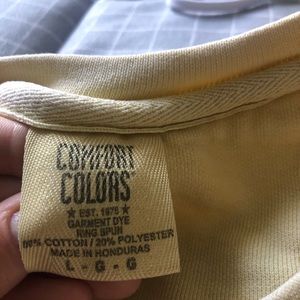 COMFORT
COLORS®
★ EST. 1975 ★
GARMENT DYE
RING SPUN
80% COTTON / 20% POLYESTER
MADE IN HONDURAS
L - G - G